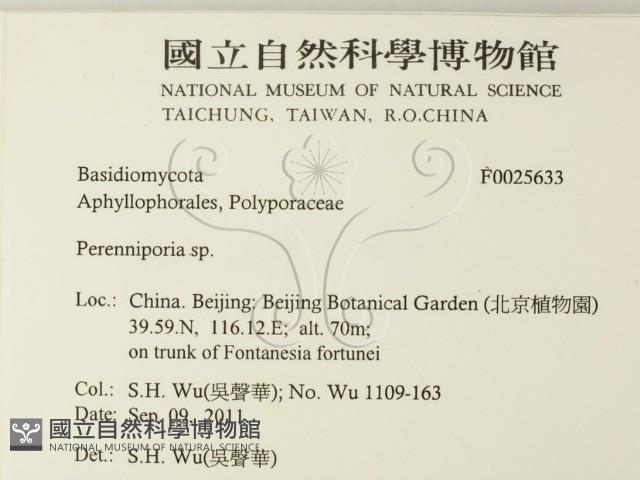 國立自然科學博物館
NATIONAL MUSEUM OF NATURAL SCIENCE
TAICHUNG, TAIWAN, R.O.CHINA
Basidiomycota F0025633
Aphyllophorales, Polyporaceae
Perenniporia sp.
Loc.: China. Beijing: Beijing Botanical Garden (北京植物園)
39.59.N, 116.12.E; alt. 70m;
on trunk of Fontanesia fortunei
Col.: S.H. Wu(吳聲華); No. Wu 1109-163
Date: Sep. 09, 2011
國立自然科學博物館
NATIONAL MUSEUM OF NATURAL SCIENCE
Det.: S.H. Wu(吳聲華)